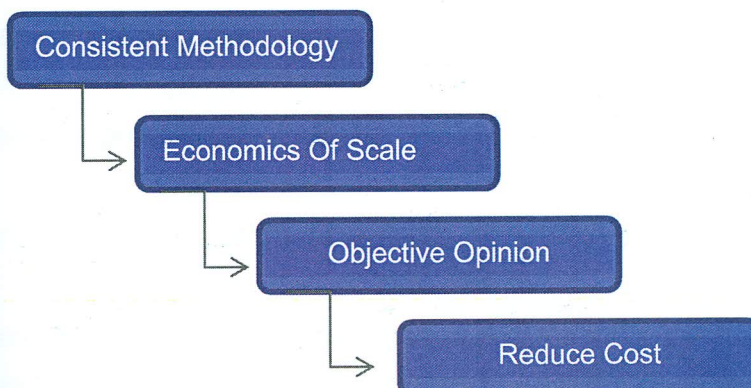 Consistent Methodology
Economics Of Scale
Objective Opinion
Reduce Cost